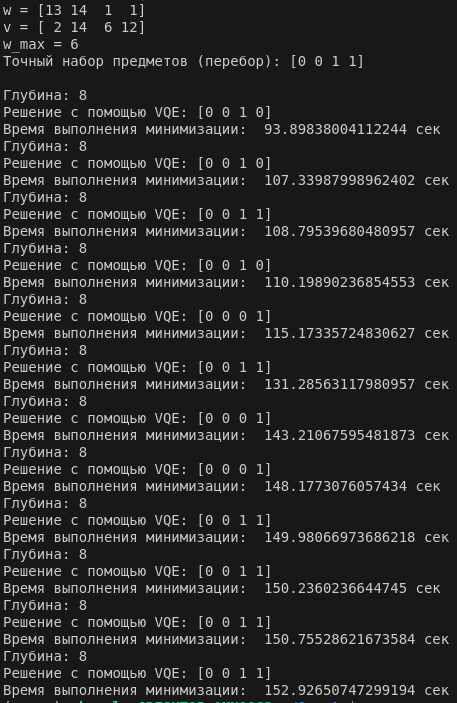 w = [13 14  1  1]
v = [ 2 14  6 12]
w_max = 6
Точный набор предметов (перебор): [0 0 1 1]
Глубина: 8
Решение с помощью VQE: [0 0 1 0]
Время выполнения минимизации:  93.89838004112244 сек
Глубина: 8
Решение с помощью VQE: [0 0 1 0]
Время выполнения минимизации:  107.33987998962402 сек
Глубина: 8
Решение с помощью VQE: [0 0 1 1]
Время выполнения минимизации:  108.79539680480957 сек
Глубина: 8
Решение с помощью VQE: [0 0 1 0]
Время выполнения минимизации:  110.19890236854553 сек
Глубина: 8
Решение с помощью VQE: [0 0 0 1]
Время выполнения минимизации:  115.17335724830627 сек
Глубина: 8
Решение с помощью VQE: [0 0 1 1]
Время выполнения минимизации:  131.28563117980957 сек
Глубина: 8
Решение с помощью VQE: [0 0 0 1]
Время выполнения минимизации:  143.21067595481873 сек
Глубина: 8
Решение с помощью VQE: [0 0 0 1]
Время выполнения минимизации:  148.1773076057434 сек
Глубина: 8
Решение с помощью VQE: [0 0 1 1]
Время выполнения минимизации:  149.98066973686218 сек
Глубина: 8
Решение с помощью VQE: [0 0 1 1]
Время выполнения минимизации:  150.2360236644745 сек
Глубина: 8
Решение с помощью VQE: [0 0 1 1]
Время выполнения минимизации:  150.75528621673584 сек
Глубина: 8
Решение с помощью VQE: [0 0 1 1]
Время выполнения минимизации:  152.92650747299194 сек